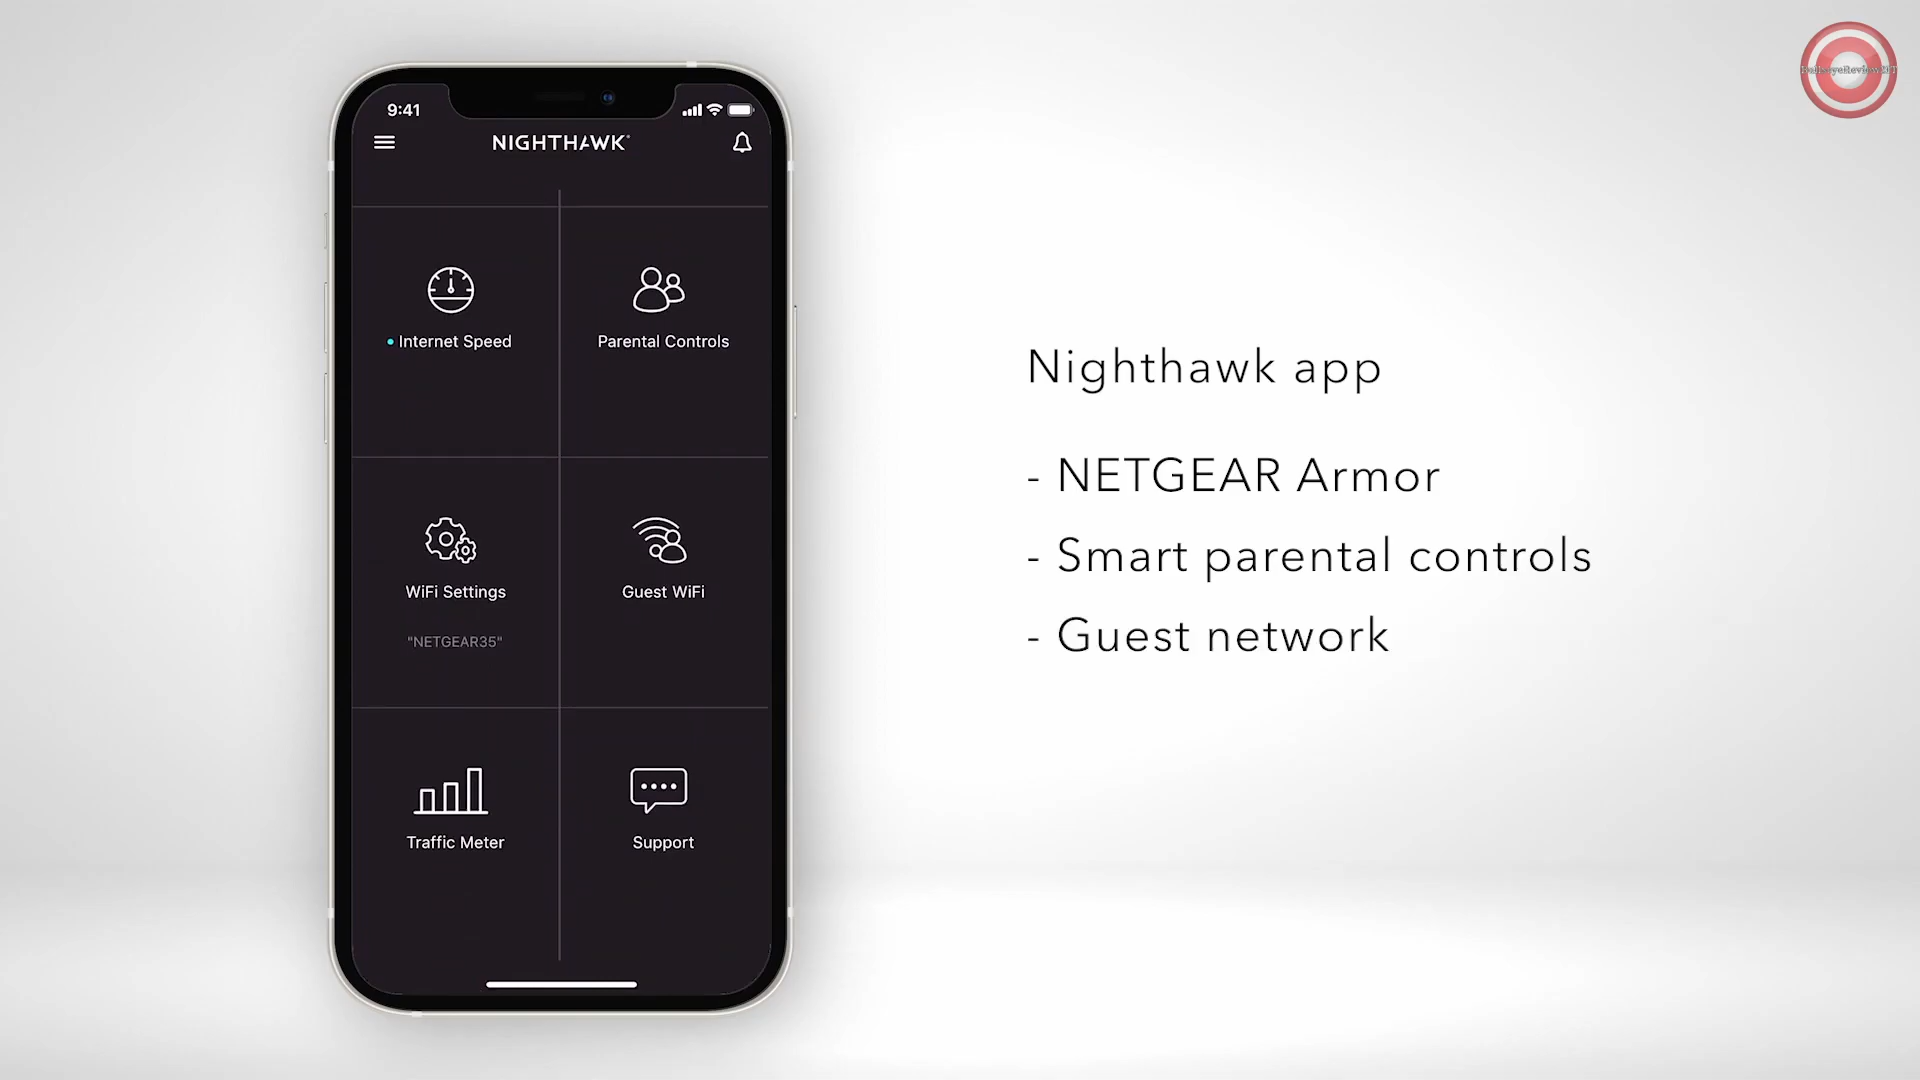 9:41
NIGHTHAWK
Internet Speed
Parental Controls
WiFi Settings
Guest WiFi
"NETGEAR35"
Traffic Meter
Support
Nighthawk app
- NETGEAR Armor
- Smart parental controls
- Guest network